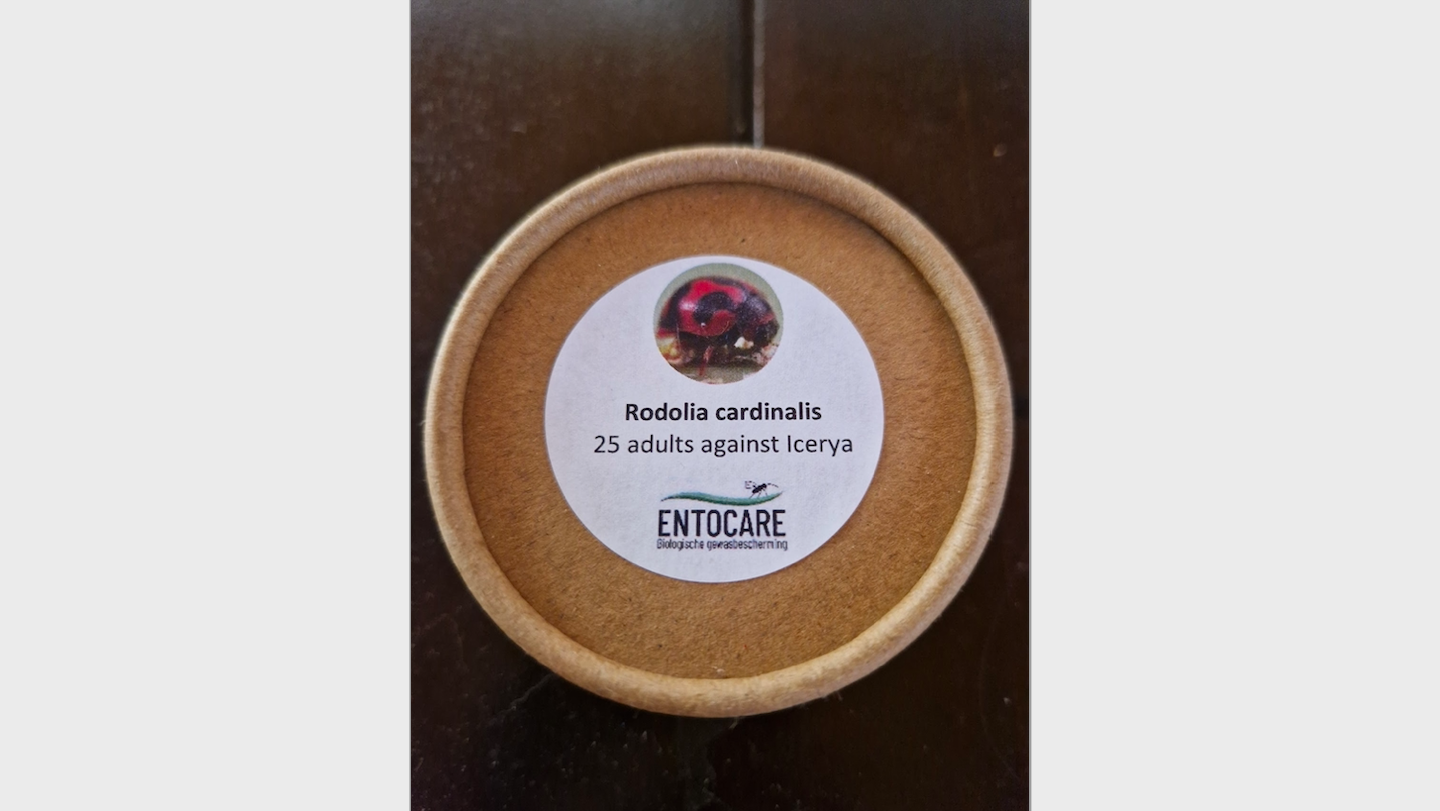 Rodolia cardinalis
25 adults against Icerya
ENTOCARE
Biologische gewasbescherming